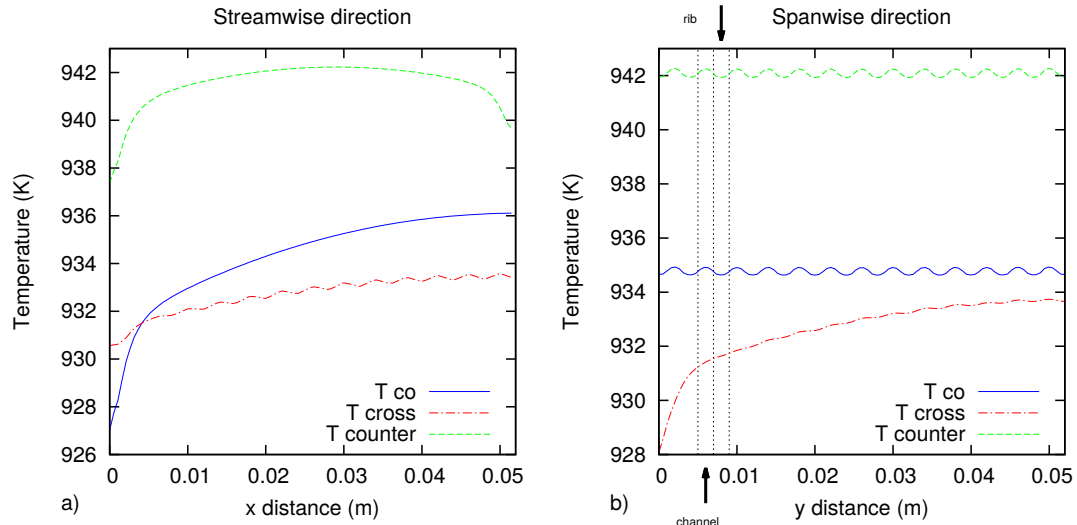 Streamwise direction
Temperature (K)
942
940
938
936
934
932
930
928
926
0 0.01 0.02 0.03 0.04 0.05
x distance (m)
T co
T cross
T counter
a)
Spanwise direction
rib
Temperature (K)
942
940
938
936
934
932
930
928
0 0.01 0.02 0.03 0.04 0.05
y distance (m)
T co
T cross
T counter
b)
channel